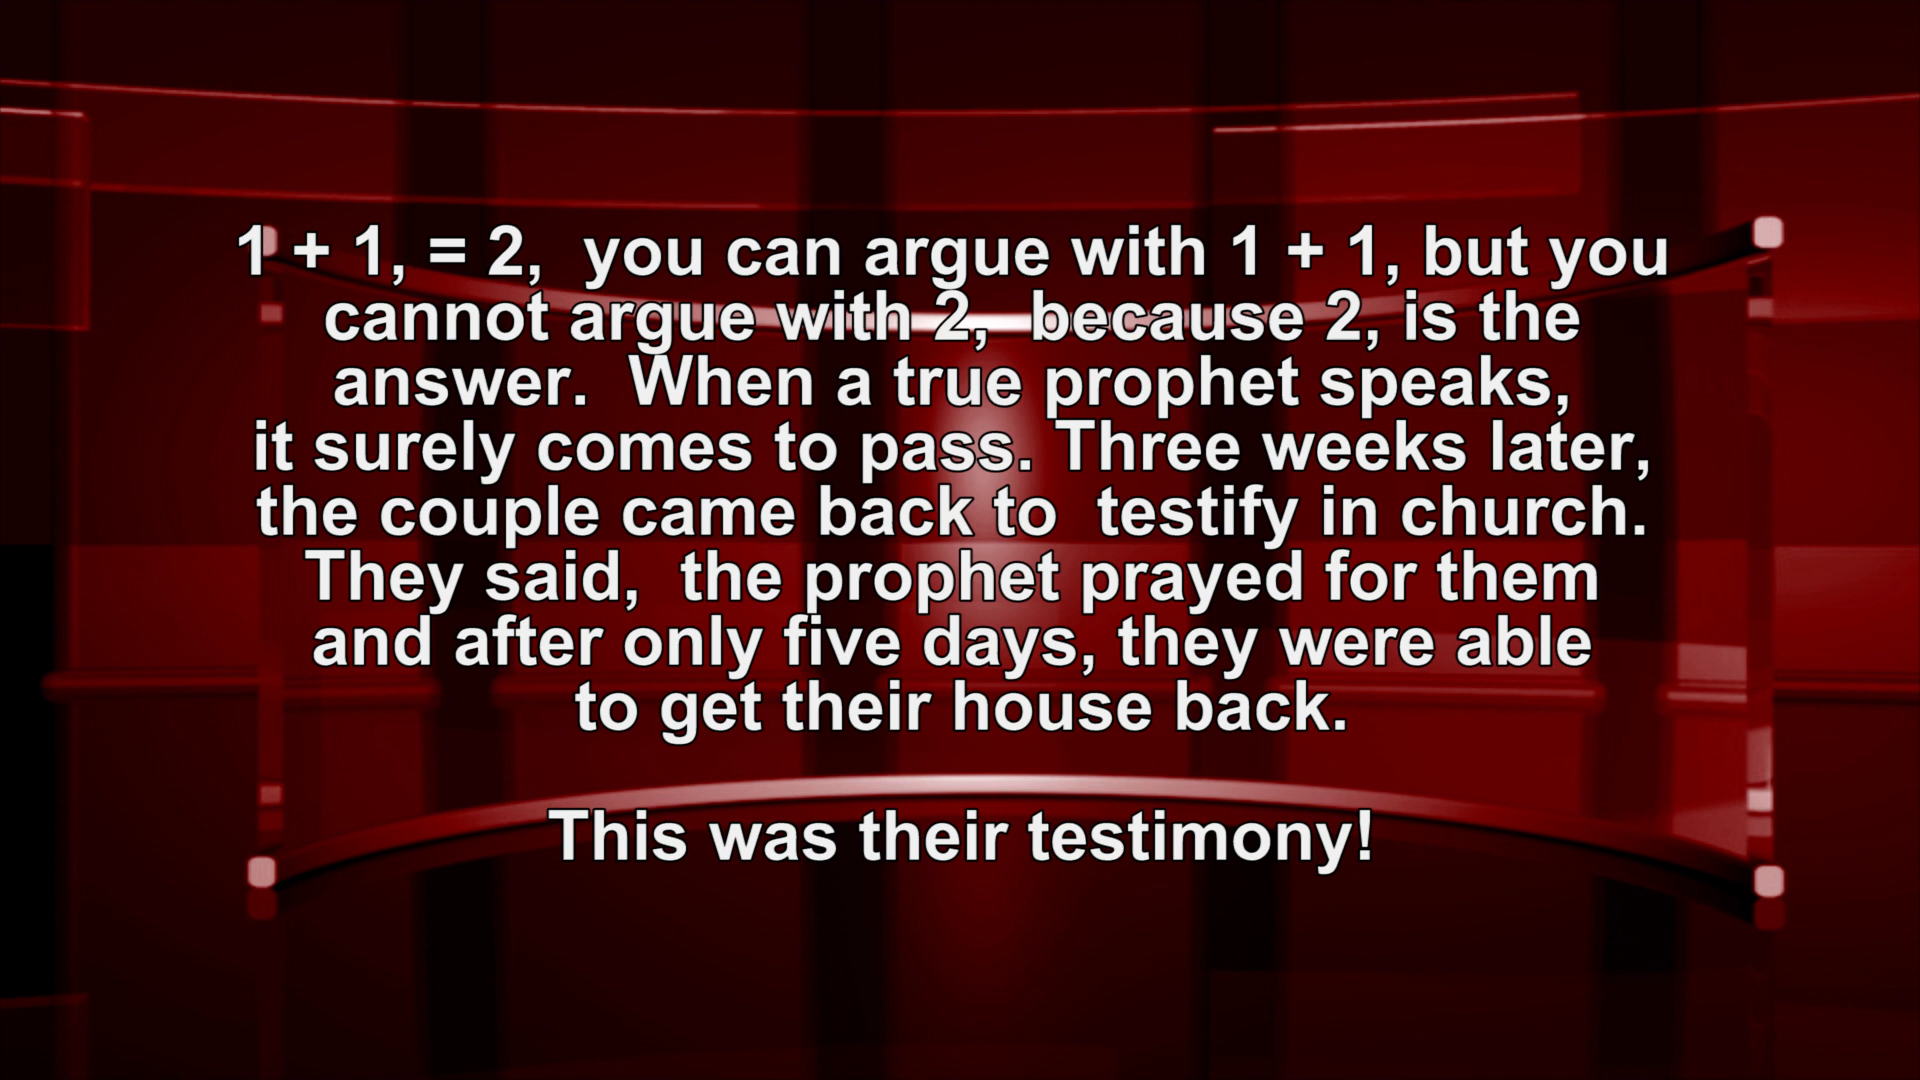 1 + 1, = 2,  you can argue with 1 + 1, but you
cannot argue with 2,  because 2, is the
answer.  When a true prophet speaks,
it surely comes to pass. Three weeks later,
the couple came back to  testify in church.
They said,  the prophet prayed for them
and after only five days, they were able
to get their house back.
This was their testimony!